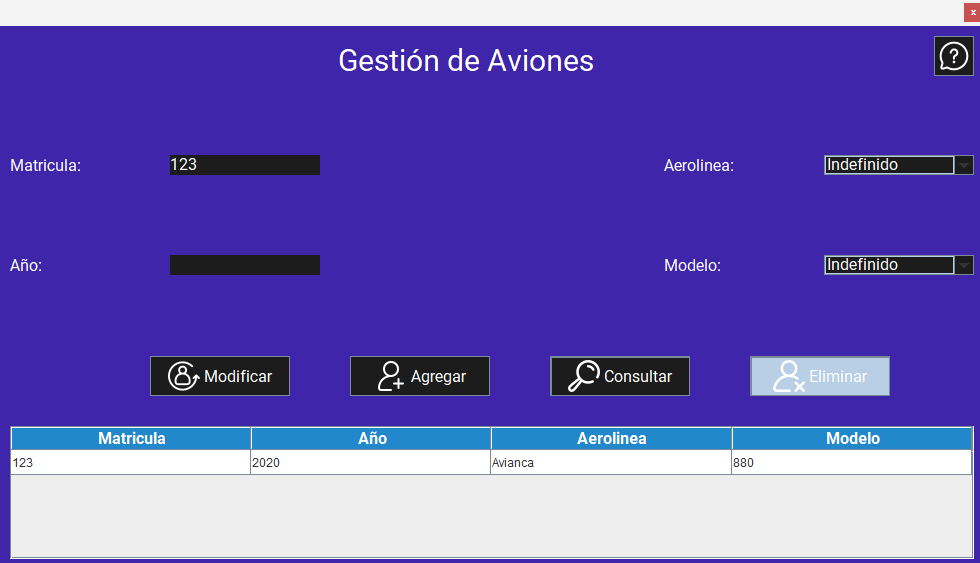 x
Gestión de Aviones
?
Matricula: 123 Aerolinea: Indefinido
Año: Modelo: Indefinido
Modificar Agregar Consultar Eliminar
Matricula Año Aerolinea Modelo
123 2020 Avianca 880